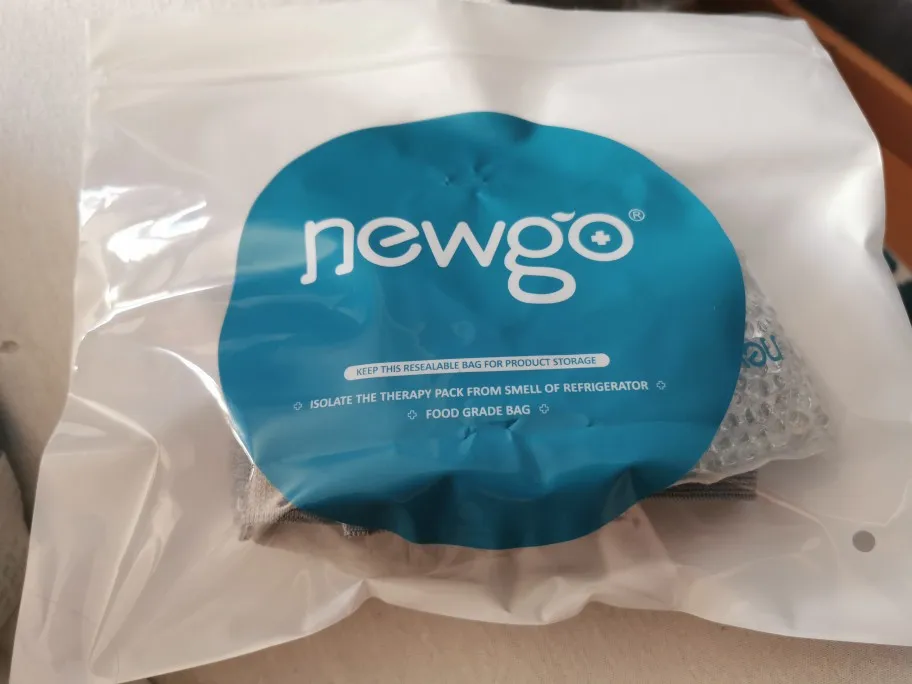 newgo®
KEEP THIS RESEALABLE BAG FOR PRODUCT STORAGE
ISOLATE THE THERAPY PACK FROM SMELL OF REFRIGERATOR
FOOD GRADE BAG